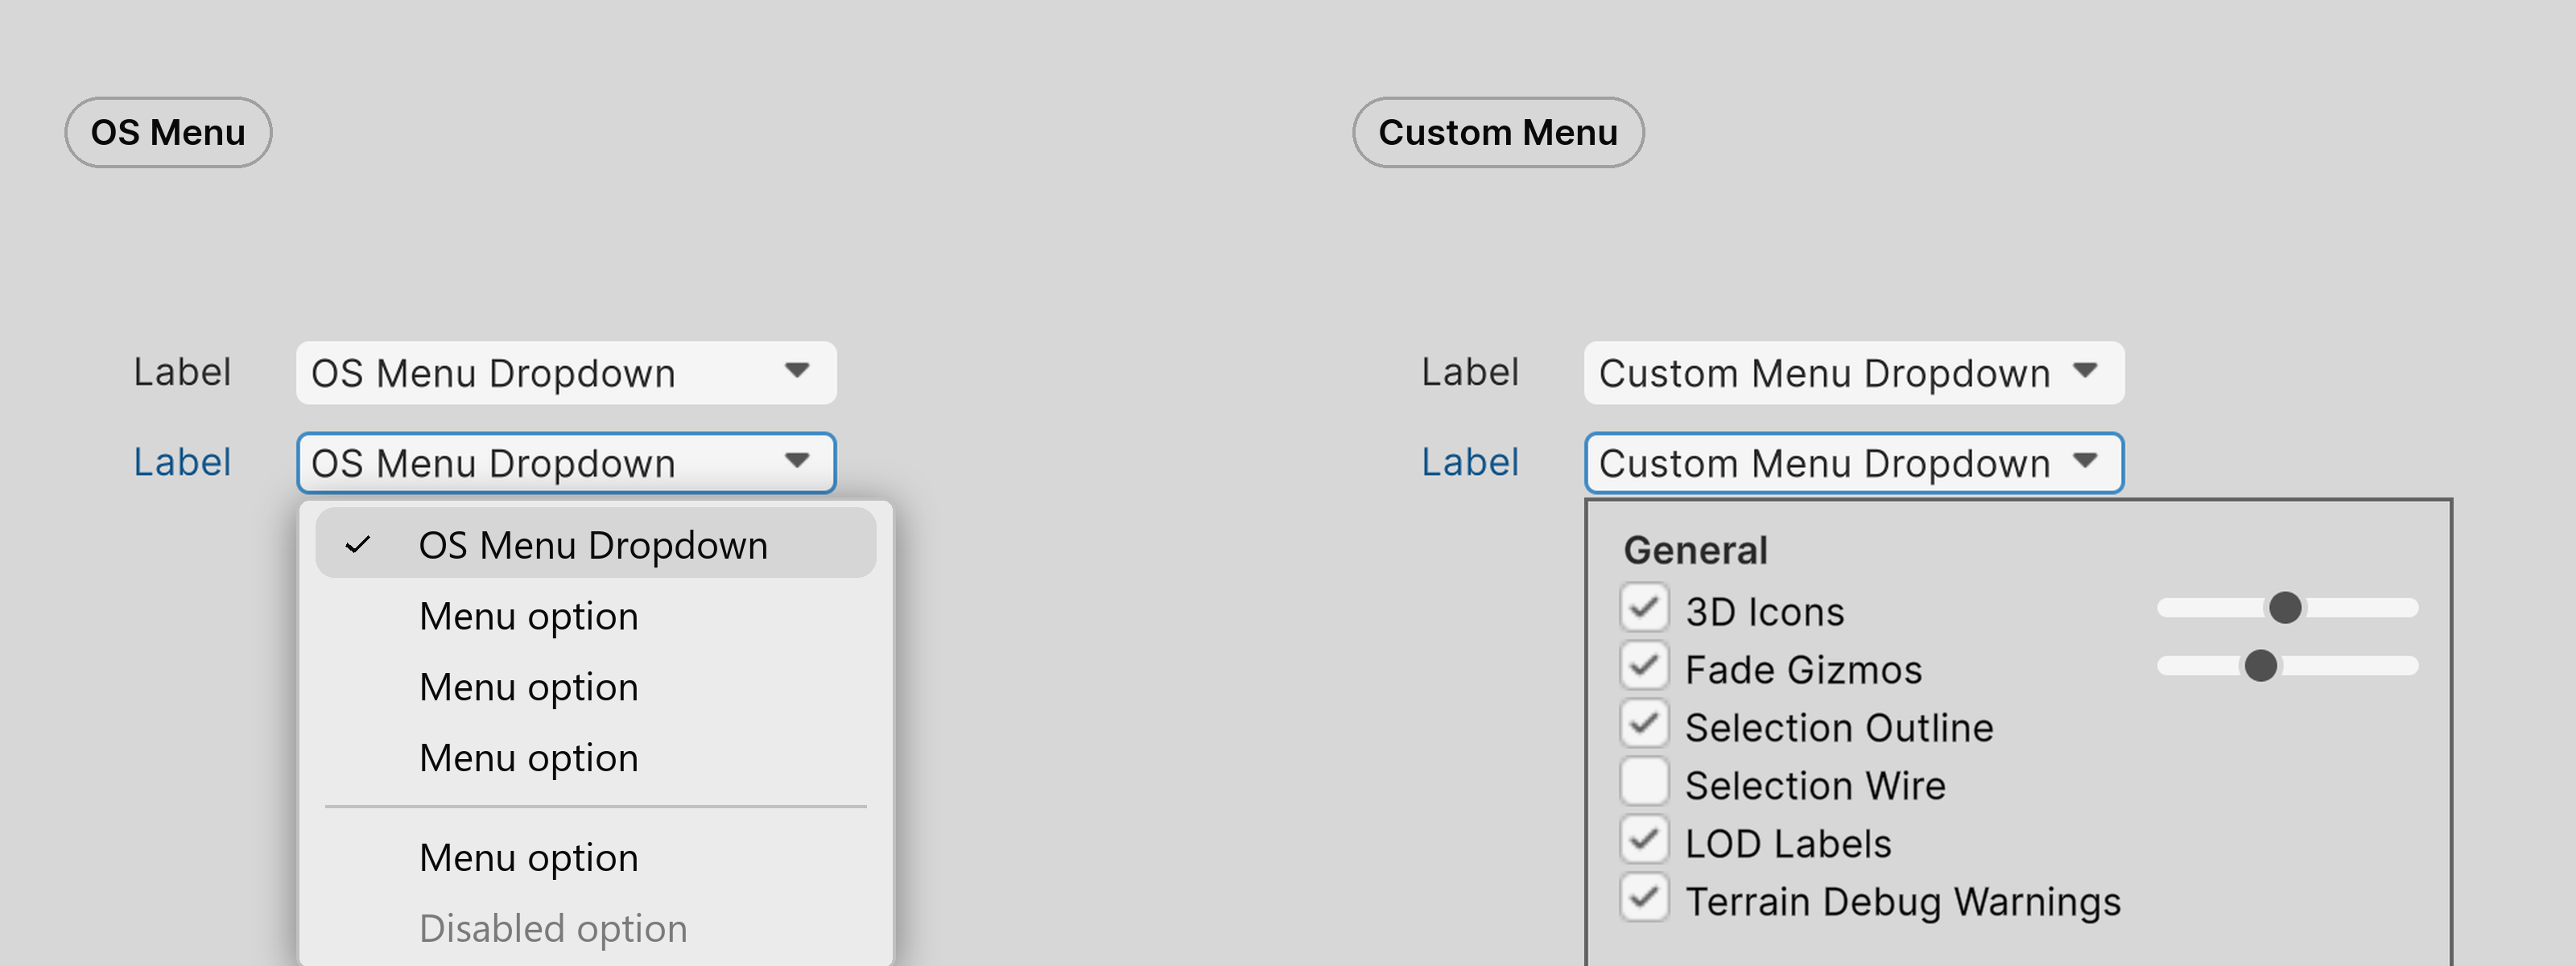 OS Menu
Label
OS Menu Dropdown
Label
OS Menu Dropdown
OS Menu Dropdown
Menu option
Menu option
Menu option
Menu option
Disabled option
Custom Menu
Label
Custom Menu Dropdown
Label
Custom Menu Dropdown
General
3D Icons
Fade Gizmos
Selection Outline
Selection Wire
LOD Labels
Terrain Debug Warnings